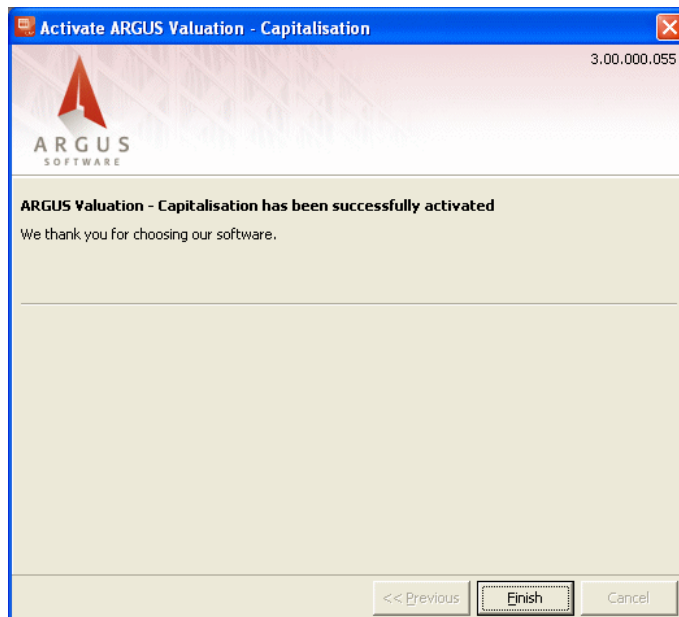 Activate ARGUS Valuation - Capitalisation
3.00.000.055
ARGUS
SOFTWARE
ARGUS Valuation - Capitalisation has been successfully activated
We thank you for choosing our software.
<< Previous
Finish
Cancel